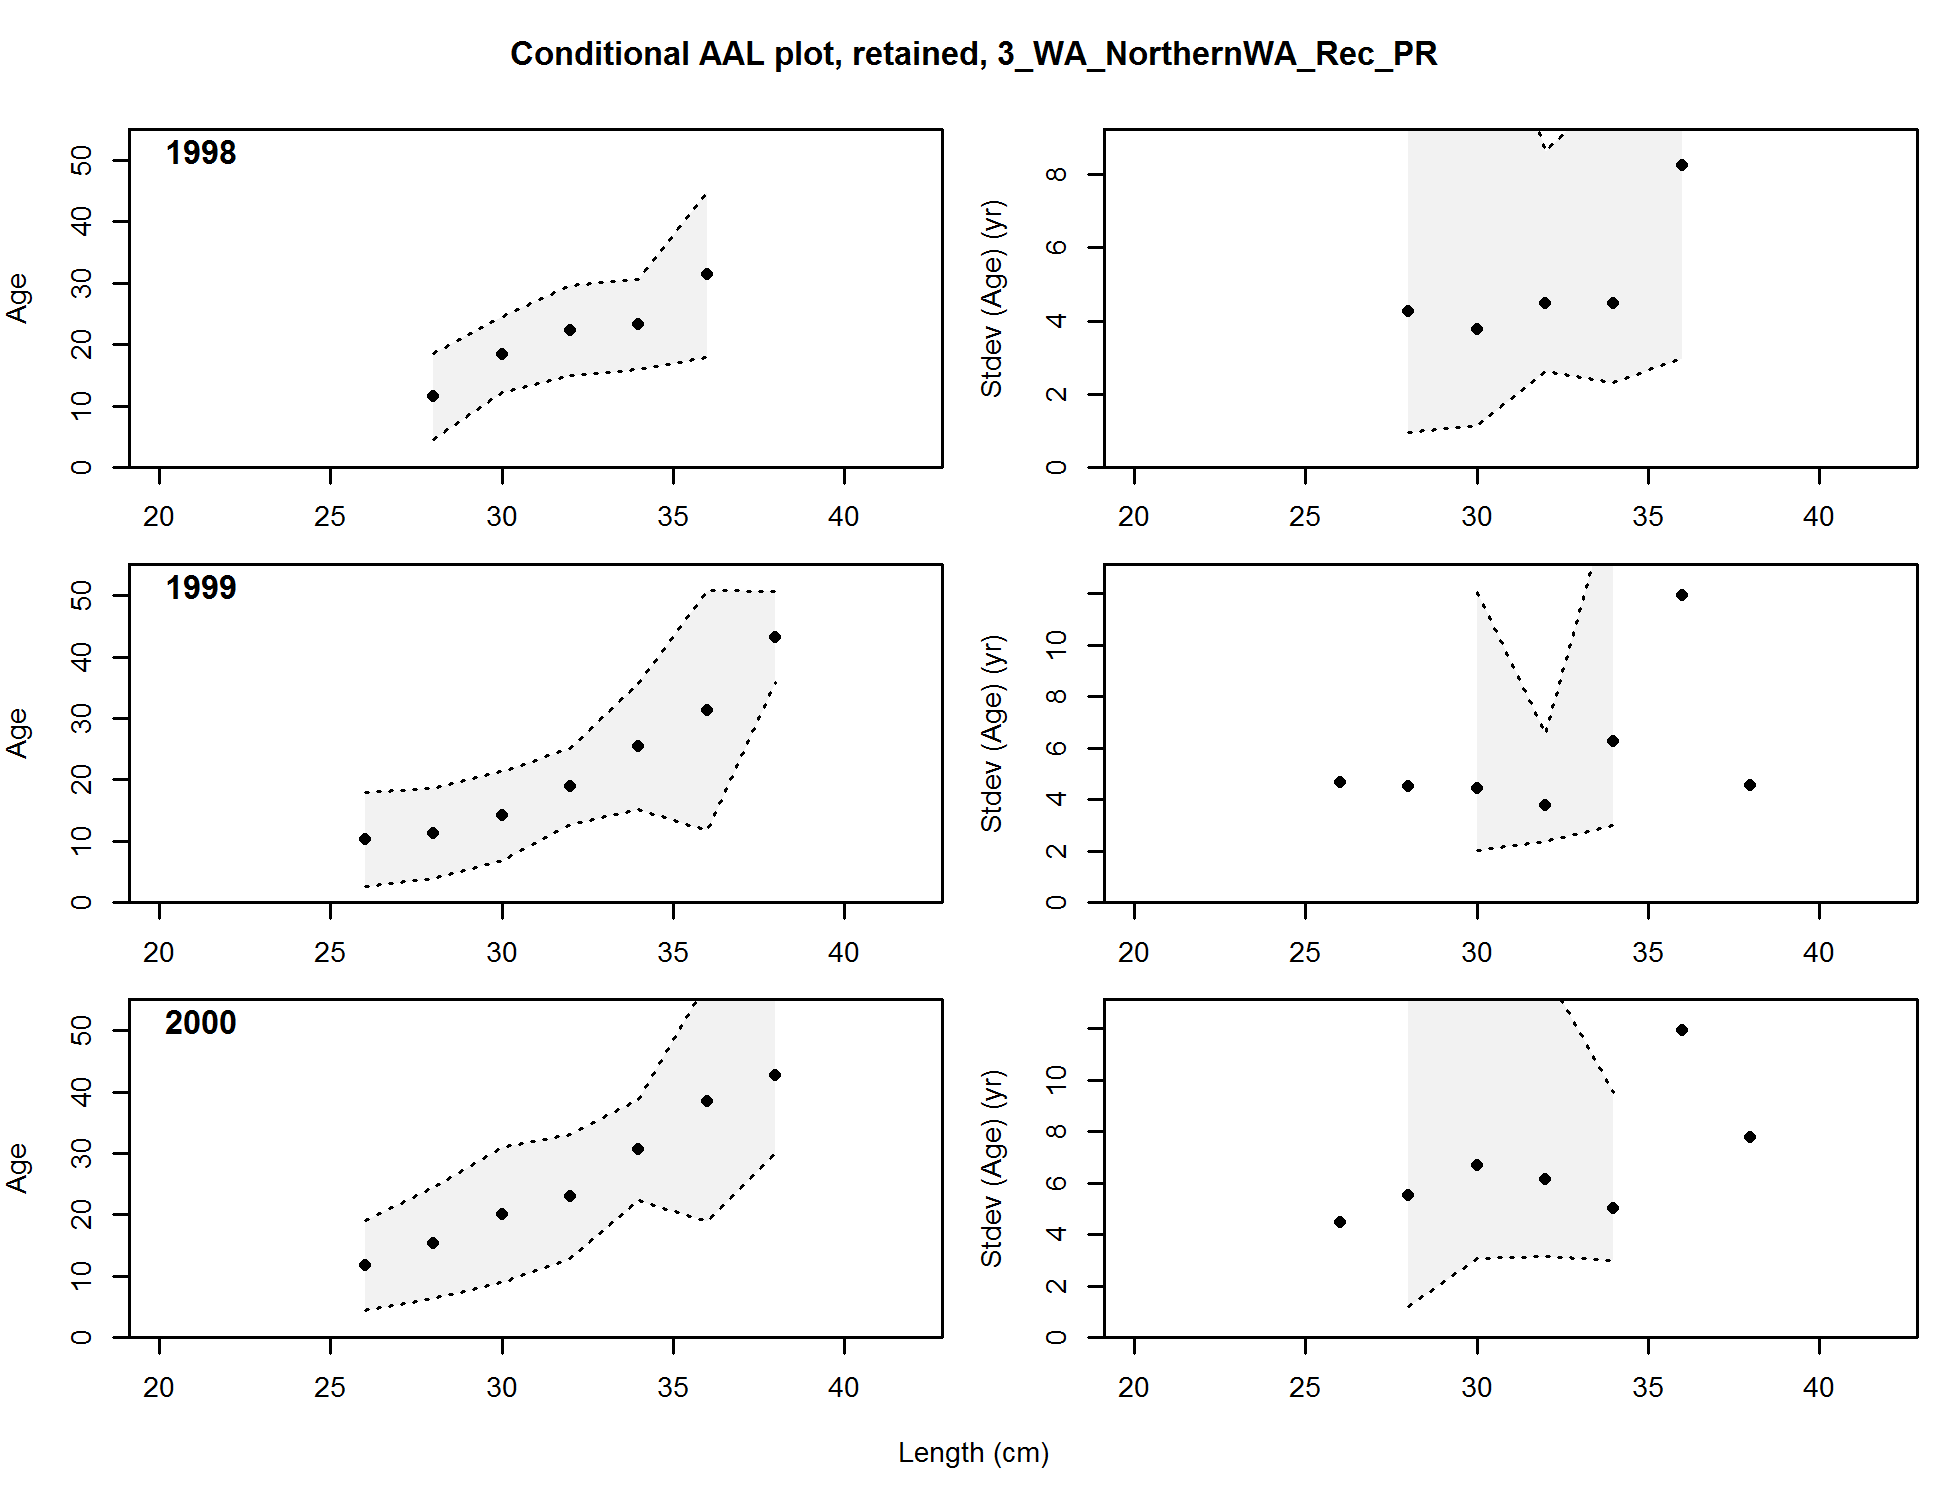 Conditional AAL plot, retained, 3_WA_NorthernWA_Rec_PR
1998
Age
0 10 20 30 40 50
20 25 30 35 40
Stdev (Age) (yr)
0 2 4 6 8
20 25 30 35 40
1999
Age
0 10 20 30 40 50
20 25 30 35 40
Stdev (Age) (yr)
0 2 4 6 8 10
20 25 30 35 40
2000
Age
0 10 20 30 40 50
20 25 30 35 40
Stdev (Age) (yr)
0 2 4 6 8 10
20 25 30 35 40
Length (cm)